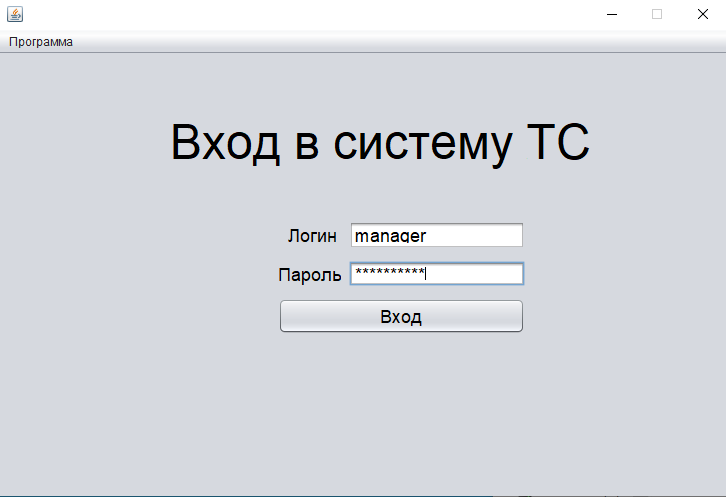 Программа
Вход в систему ТС
Логин manager
Пароль **********
Вход